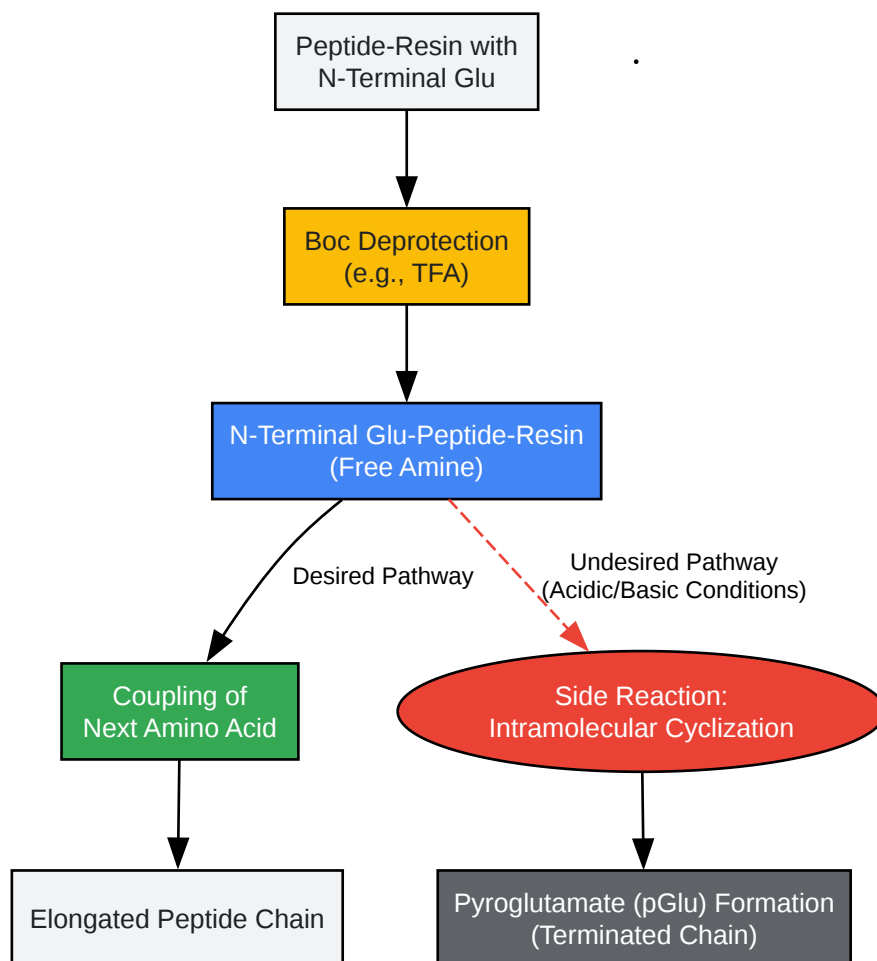 Peptide-Resin with
N-Terminal Glu
.
Boc Deprotection
(e.g., TFA)
N-Terminal Glu-Peptide-Resin
(Free Amine)
Desired Pathway
Undesired Pathway
(Acidic/Basic Conditions)
Coupling of
Next Amino Acid
Side Reaction:
Intramolecular Cyclization
Elongated Peptide Chain
Pyroglutamate (pGlu) Formation
(Terminated Chain)